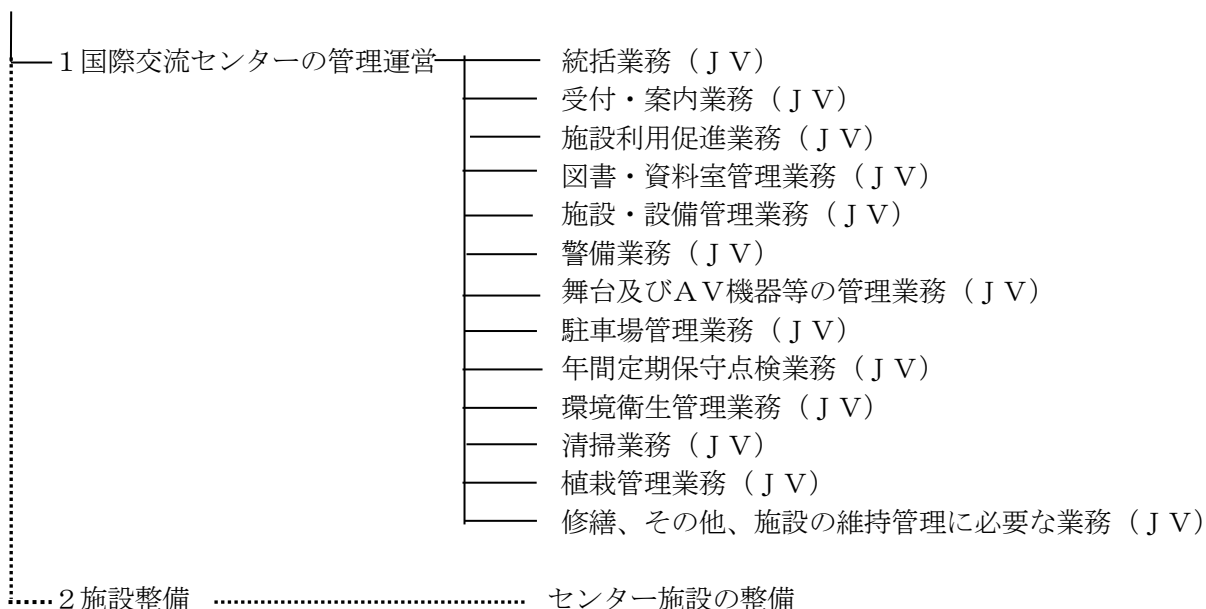 1国際交流センターの管理運営
統括業務（ＪＶ）
受付・案内業務（ＪＶ）
施設利用促進業務（ＪＶ）
図書・資料室管理業務（ＪＶ）
施設・設備管理業務（ＪＶ）
警備業務（ＪＶ）
舞台及びＡＶ機器等の管理業務（ＪＶ）
駐車場管理業務（ＪＶ）
年間定期保守点検業務（ＪＶ）
環境衛生管理業務（ＪＶ）
清掃業務（ＪＶ）
植栽管理業務（ＪＶ）
修繕、その他、施設の維持管理に必要な業務（ＪＶ）
2施設整備 センター施設の整備